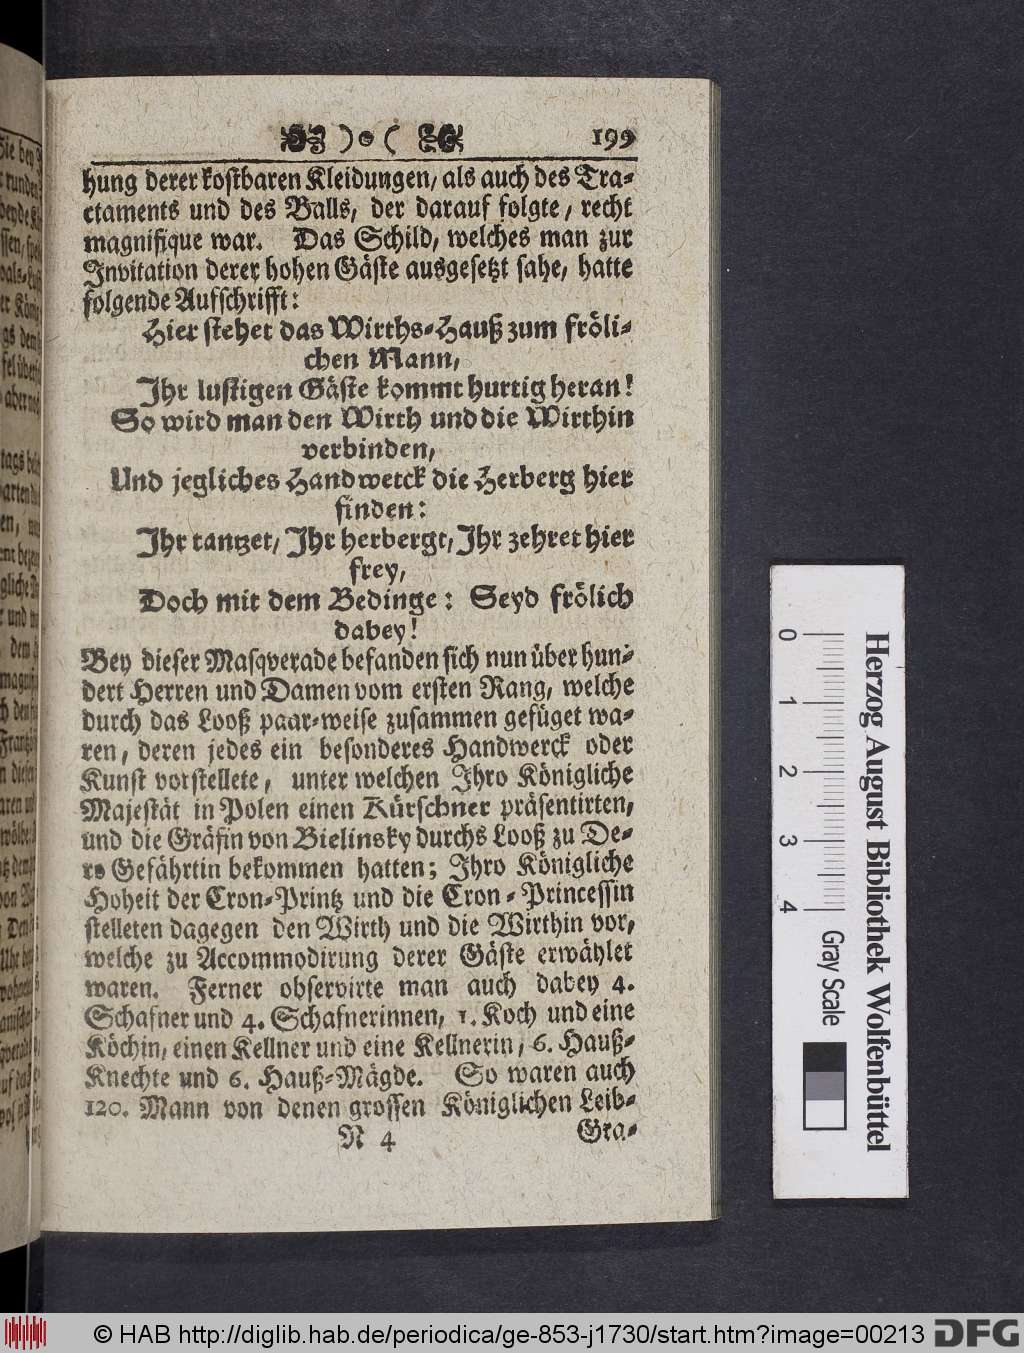 )o( 199
hung derer kostbaren Kleidungen, als auch des Tra-
ctaments und des Balls, der darauf folgte, recht
magnifique war. Das Schild, welches man zur
Invitation derer hohen Gäste ausgesetzt sahe, hatte
folgende Aufschrifft:
Hier stehet das Wirths-Hauß zum fröli-
chen Mann,
Ihr lustigen Gäste kommt hurtig heran!
So wird man den Wirth und die Wirthin
verbinden,
Und jegliches Handwerck die Herberg hier
finden:
Ihr tantzet, Ihr herbergt, Ihr zehret hier
frey,
Doch mit dem Bedinge: Seyd frölich
dabey!
Bey dieser Masqverade befanden sich nun über hun-
dert Herren und Damen vom ersten Rang, welche
durch das Looß paar-weise zusammen gefüget wa-
ren, deren jedes ein besonderes Handwerck oder
Kunst vorstellete, unter welchen Ihro Königliche
Majestät in Polen einen Kürschner präsentirten,
und die Gräfin von Bielinsky durchs Looß zu De-
ro Gefährtin bekommen hatten; Ihro Königliche
Hoheit der Cron-Printz und die Cron-Princessin
stelleten dagegen den Wirth und die Wirthin vor,
welche zu Accommodirung derer Gäste erwählet
waren. Ferner observirte man auch dabey 4.
Schafner und 4. Schafnerinnen, 1. Koch und eine
Köchin, einen Kellner und eine Kellnerin, 6. Hauß-
Knechte und 6. Hauß-Mägde. So waren auch
120. Mann von denen grossen Königlichen Leib-
N 4 Gra-
0 1 2 3 4 Gray Scale
Herzog August Bibliothek Wolfenbüttel
© HAB http://diglib.hab.de/periodica/ge-853-j1730/start.htm?image=00213 DFG